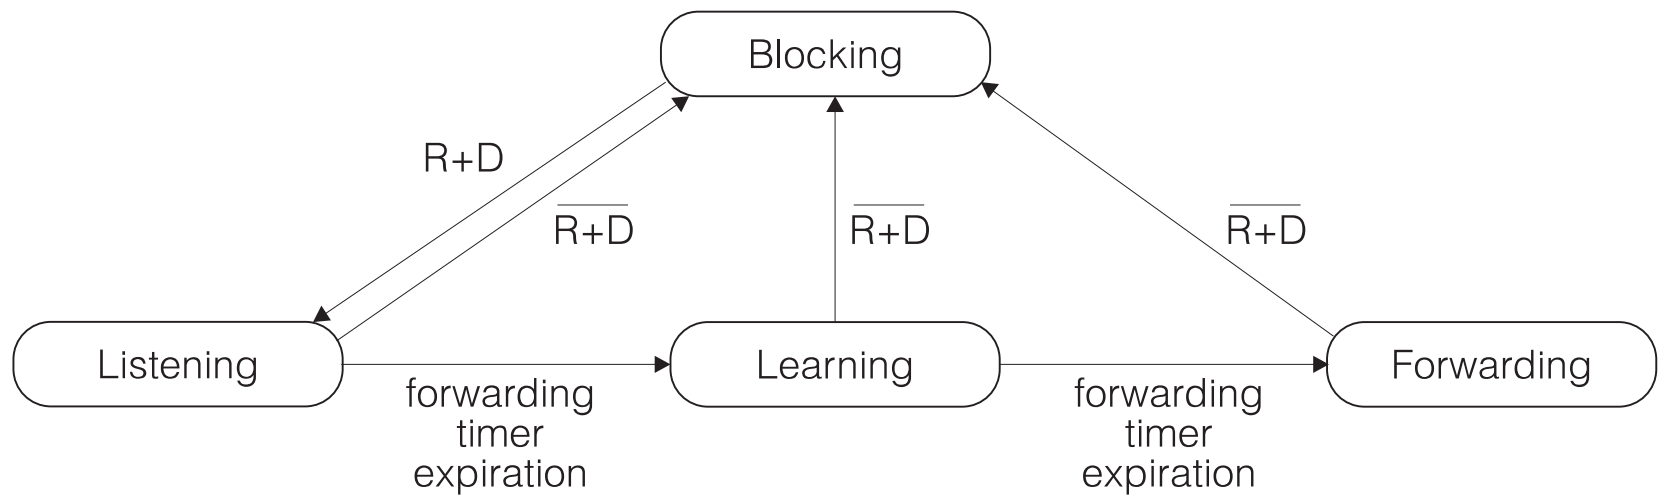 Blocking
R+D
R+D
R+D
R+D
Listening
Learning
Forwarding
forwarding
timer
expiration
forwarding
timer
expiration